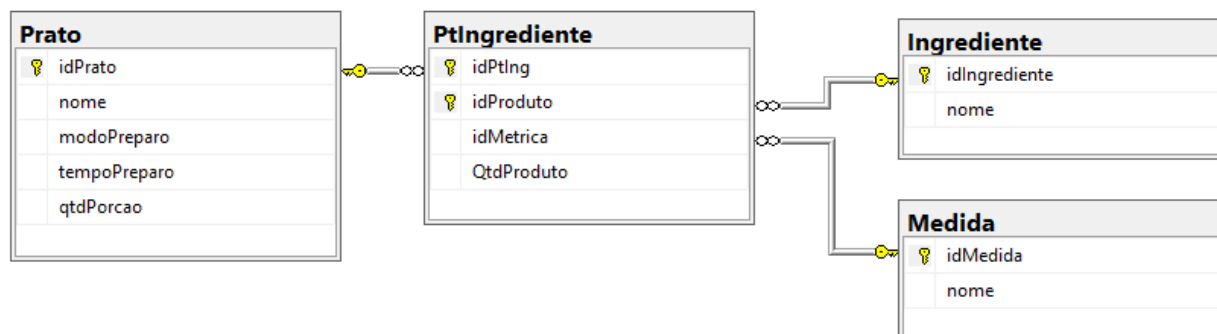 Prato
idPrato
nome
modoPreparo
tempoPreparo
qtdPorcao
PtIngrediente
idPtIng
idProduto
idMetrica
QtdProduto
Ingrediente
idIngrediente
nome
Medida
idMedida
nome